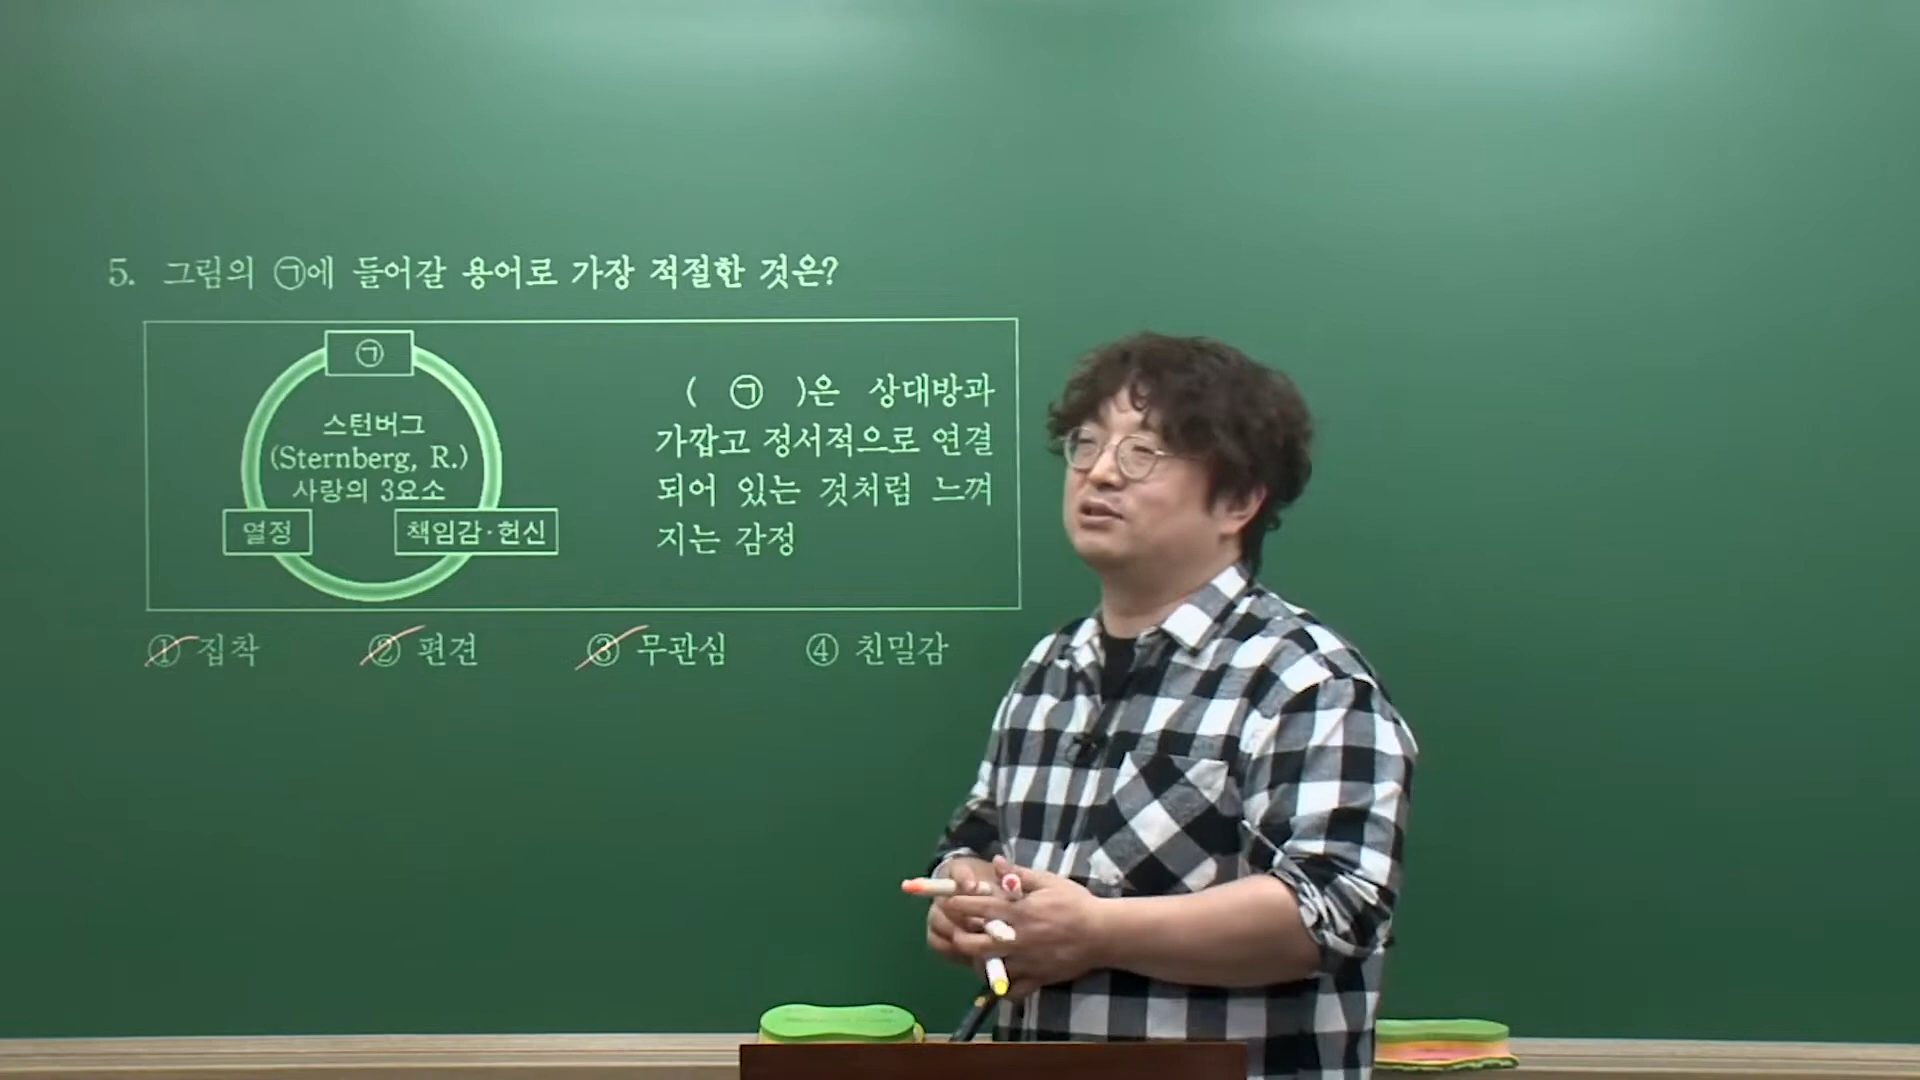 5. 그림의 ㉠에 들어갈 용어로 가장 적절한 것은?
㉠
스턴버그
(Sternberg, R.)
사랑의 3요소
열정
책임감·헌신
( ㉠ )은 상대방과
가깝고 정서적으로 연결
되어 있는 것처럼 느껴
지는 감정
① 집착 ② 편견 ③ 무관심 ④ 친밀감